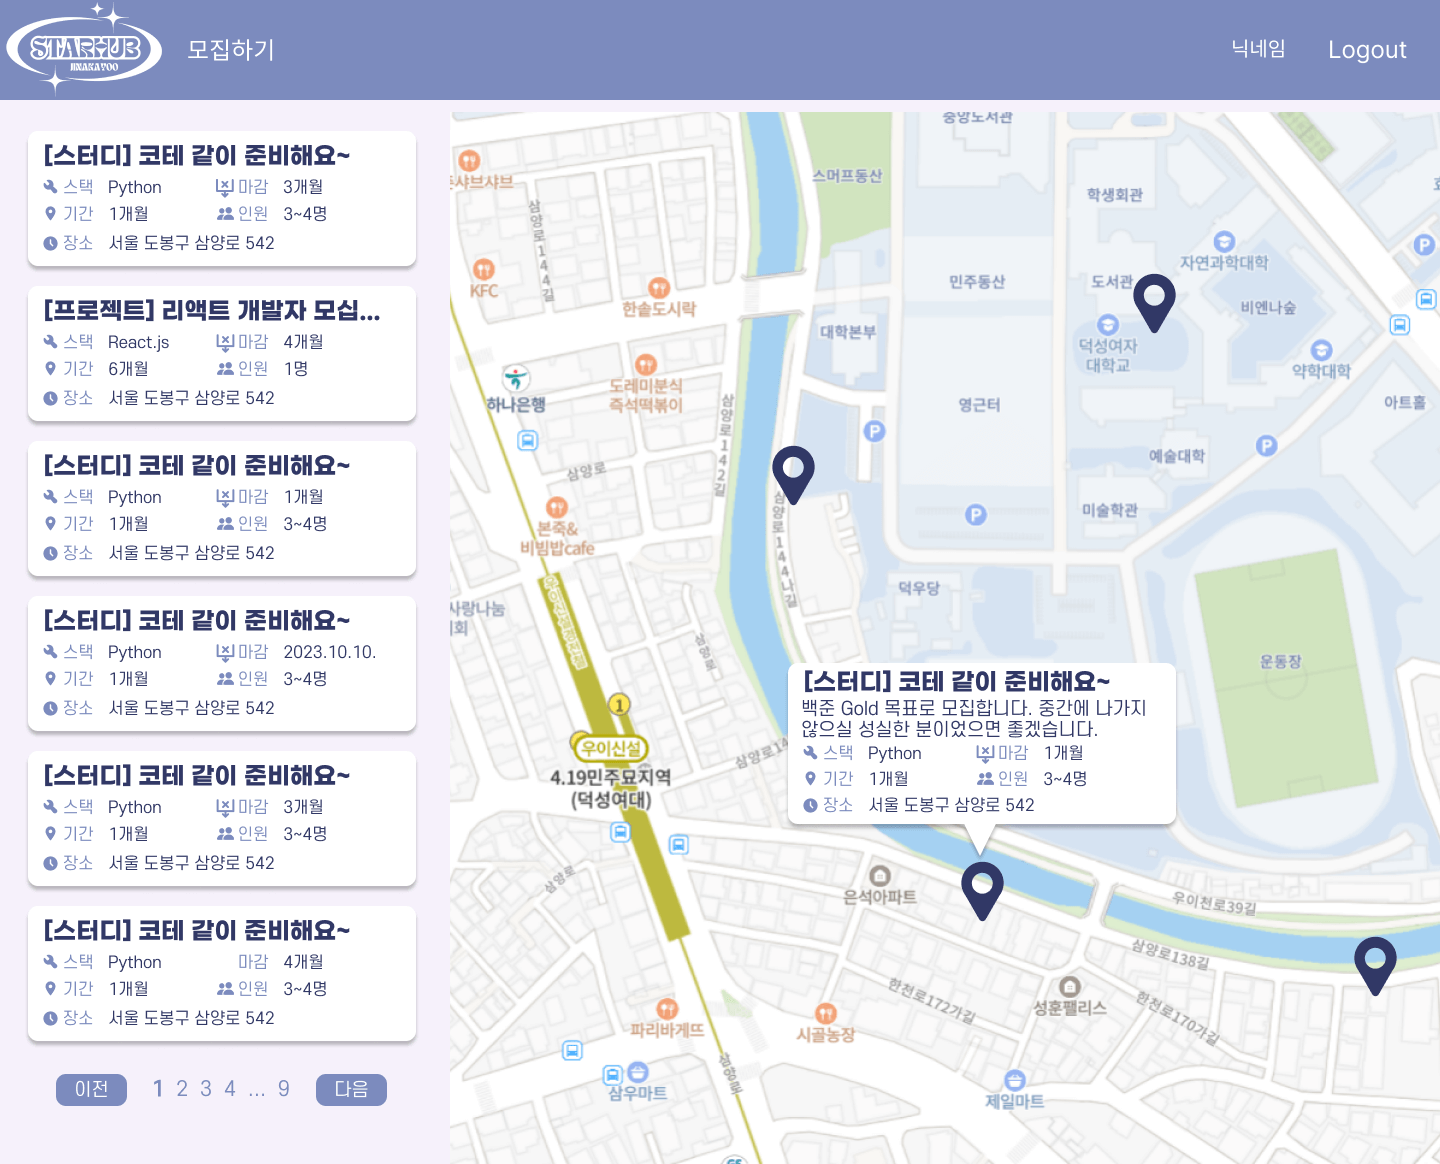 STARHUB
모집하기
닉네임
Logout
[스터디] 코테 같이 준비해요~
스택 Python 마감 3개월
기간 1개월 인원 3~4명
장소 서울 도봉구 삼양로 542
[프로젝트] 리액트 개발자 모십...
스택 React.js 마감 4개월
기간 6개월 인원 1명
장소 서울 도봉구 삼양로 542
[스터디] 코테 같이 준비해요~
스택 Python 마감 1개월
기간 1개월 인원 3~4명
장소 서울 도봉구 삼양로 542
[스터디] 코테 같이 준비해요~
스택 Python 마감 2023.10.10.
기간 1개월 인원 3~4명
장소 서울 도봉구 삼양로 542
[스터디] 코테 같이 준비해요~
스택 Python 마감 3개월
기간 1개월 인원 3~4명
장소 서울 도봉구 삼양로 542
[스터디] 코테 같이 준비해요~
스택 Python 마감 4개월
기간 1개월 인원 3~4명
장소 서울 도봉구 삼양로 542
이전 1 2 3 4 ... 9 다음
중앙도서관
스머프동산
샤브샤브
학생회관
삼양로144길
P
자연과학대학
KFC
민주동산
도서관
한솥도시락
비엔나숲
대학본부
덕성여자
대학교
약학대학
도레미분식
즉석떡볶이
하나은행
영근터
아트홀
삼양로142길
P
P
예술대학
삼양로
본죽&
비빔밥cafe
P
미술학관
삼양로144나길
우이신설경전철
덕우당
사랑나눔
회
삼양로
운동장
1
우이신설
4.19민주묘지역
(덕성여대)
삼양로14
[스터디] 코테 같이 준비해요~
백준 Gold 목표로 모집합니다. 중간에 나가지
않으실 성실한 분이었으면 좋겠습니다.
스택 Python 마감 1개월
기간 1개월 인원 3~4명
장소 서울 도봉구 삼양로 542
삼양로
은석아파트
우이천로39길
삼양로138길
한천로172가길
성훈팰리스
한천로170가길
파리바게뜨
시골농장
삼양로
삼우마트
제일마트